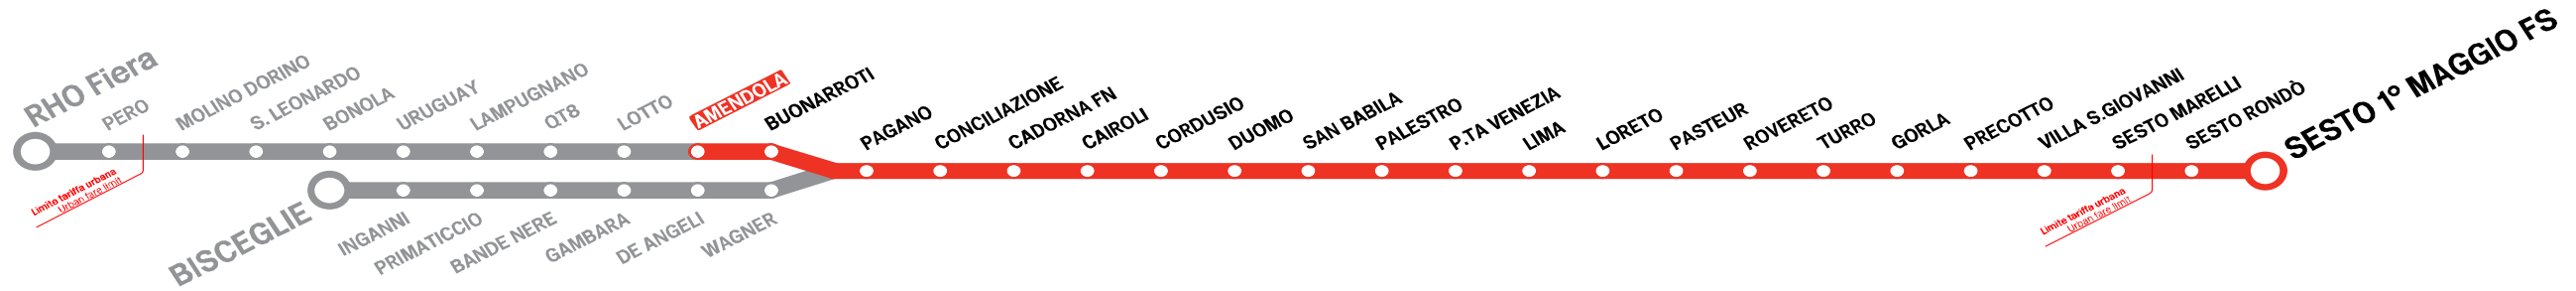 RHO Fiera
PERO
MOLINO DORINO
S. LEONARDO
BONOLA
URUGUAY
LAMPUGNANO
QT8
LOTTO
AMENDOLA
BUONARROTI
PAGANO
CONCILIAZIONE
CADORNA FN
CAIROLI
CORDUSIO
DUOMO
SAN BABILA
PALESTRO
P.TA VENEZIA
LIMA
LORETO
PASTEUR
ROVERETO
TURRO
GORLA
PRECOTTO
VILLA S.GIOVANNI
SESTO MARELLI
SESTO RONDÒ
SESTO 1° MAGGIO FS
Limite tariffa urbana
Urban fare limit
BISCEGLIE
INGANNI
PRIMATICCIO
BANDE NERE
GAMBARA
DE ANGELI
WAGNER
Limite tariffa urbana
Urban fare limit